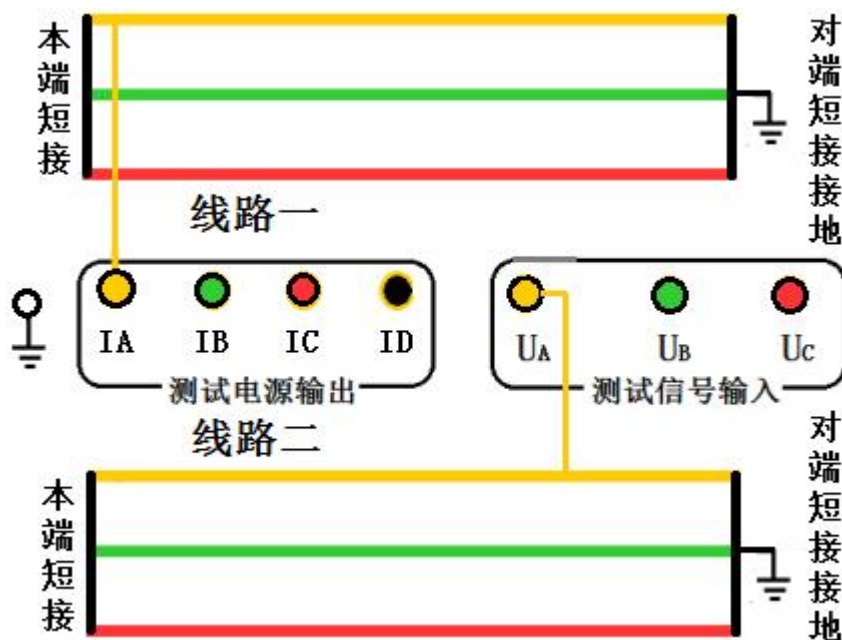 本端短接
对端短接接地
线路一
IA IB IC ID
UA UB UC
测试电源输出
测试信号输入
线路二
本端短接
对端短接接地